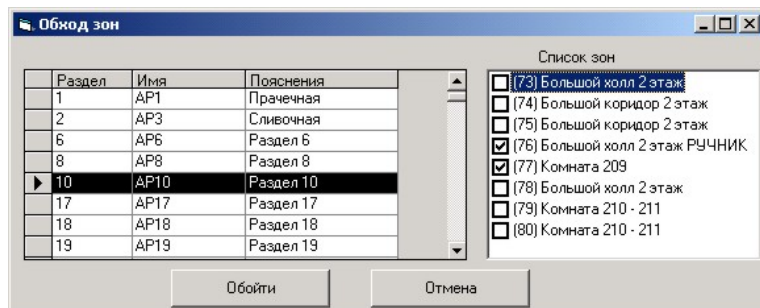 Обход зон
Список зон
Раздел Имя Пояснения
1 AP1 Прачечная
2 AP3 Сливочная
6 AP6 Раздел 6
8 AP8 Раздел 8
10 AP10 Раздел 10
17 AP17 Раздел 17
18 AP18 Раздел 18
19 AP19 Раздел 19
(73) Большой холл 2 этаж
(74) Большой коридор 2 этаж
(75) Большой коридор 2 этаж
(76) Большой холл 2 этаж РУЧНИК
(77) Комната 209
(78) Большой холл 2 этаж
(79) Комната 210 - 211
(80) Комната 210 - 211
Обойти Отмена